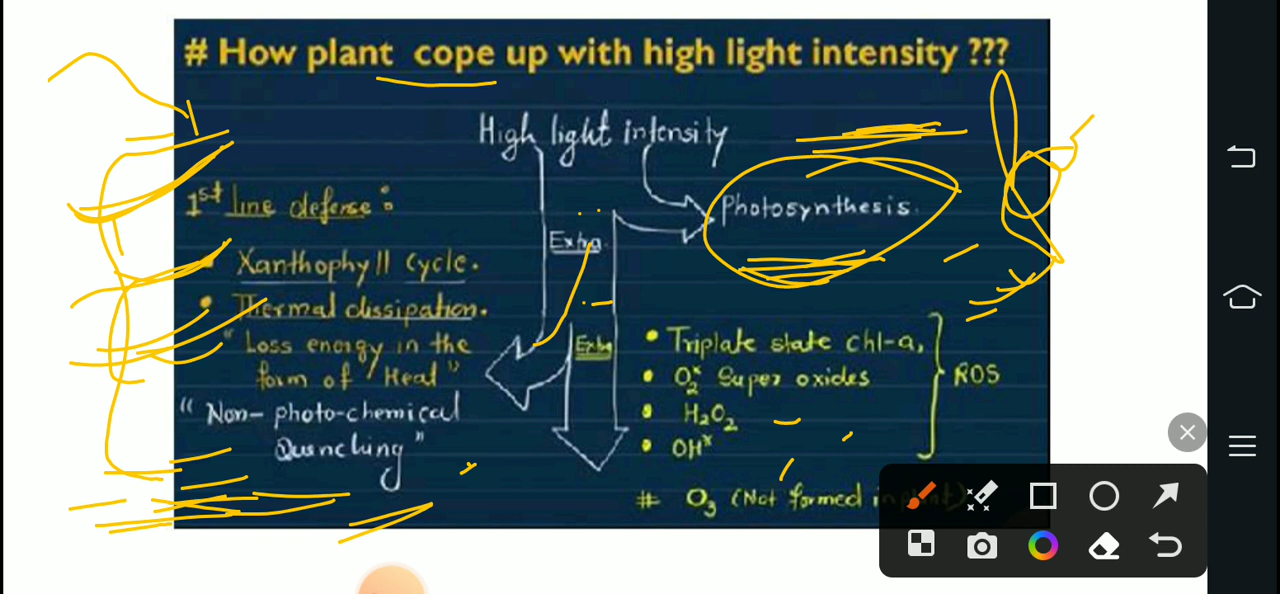 # How plant cope up with high light intensity ???
High light intensity
Photosynthesis.
1st line defense:
Extra
• Xanthophyll Cycle.
• Thermal dissipation.
"Loss energy in the
form of "Heat"
"Non-photo-chemical
Quenching"
Extra
• Triplate state chl-a,
• O2* Super oxides
• H2O2
• OH*
ROS
# O3 (Not formed in